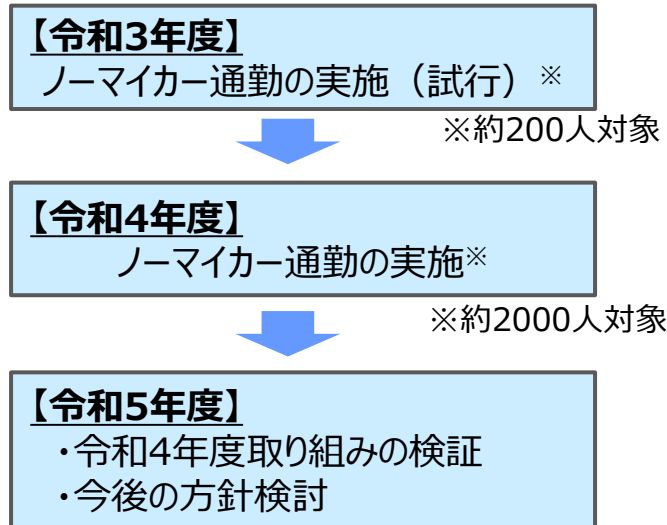 【令和3年度】
ノーマイカー通勤の実施（試行）※
※約200人対象
【令和4年度】
ノーマイカー通勤の実施※
※約2000人対象
【令和5年度】
・令和4年度取り組みの検証
・今後の方針検討